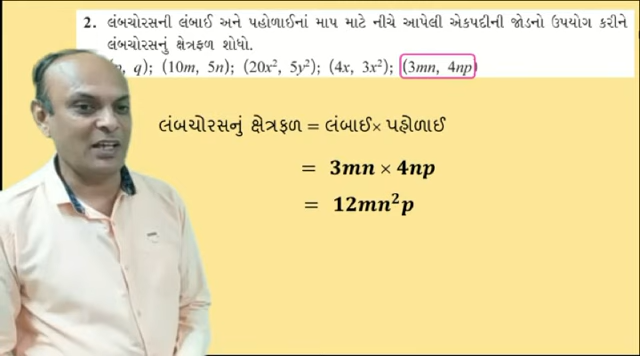 2. લંબચોરસની લંબાઈ અને પહોળાઈનાં માપ માટે નીચે આપેલી એકપદીની જોડનો ઉપયોગ કરીને
લંબચોરસનું ક્ષેત્રફળ શોધો.
q); (10m, 5n); (20x², 5y²); (4x, 3x²); (3mn, 4np)
લંબચોરસનું ક્ષેત્રફળ = લંબાઈ × પહોળાઈ
= 3mn × 4np
= 12mn²p